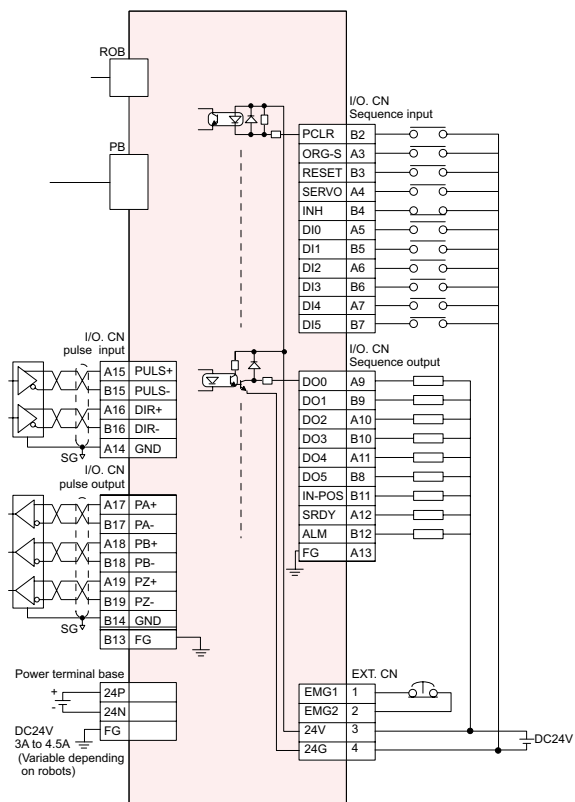 ROB
PB
I/O. CN
Sequence input
PCLR B2
ORG-S A3
RESET B3
SERVO A4
INH B4
DI0 A5
DI1 B5
DI2 A6
DI3 B6
DI4 A7
DI5 B7
I/O. CN
pulse input
A15 PULS+
B15 PULS-
A16 DIR+
B16 DIR-
A14 GND
SG
I/O. CN
Sequence output
DO0 A9
DO1 B9
DO2 A10
DO3 B10
DO4 A11
DO5 B8
IN-POS B11
SRDY A12
ALM B12
FG A13
I/O. CN
pulse output
A17 PA+
B17 PA-
A18 PB+
B18 PB-
A19 PZ+
B19 PZ-
B14 GND
SG
B13 FG
Power terminal base
+
24P
-
24N
FG
DC24V
3A to 4.5A
(Variable depending
on robots)
EXT. CN
EMG1 1
EMG2 2
24V 3
24G 4
DC24V